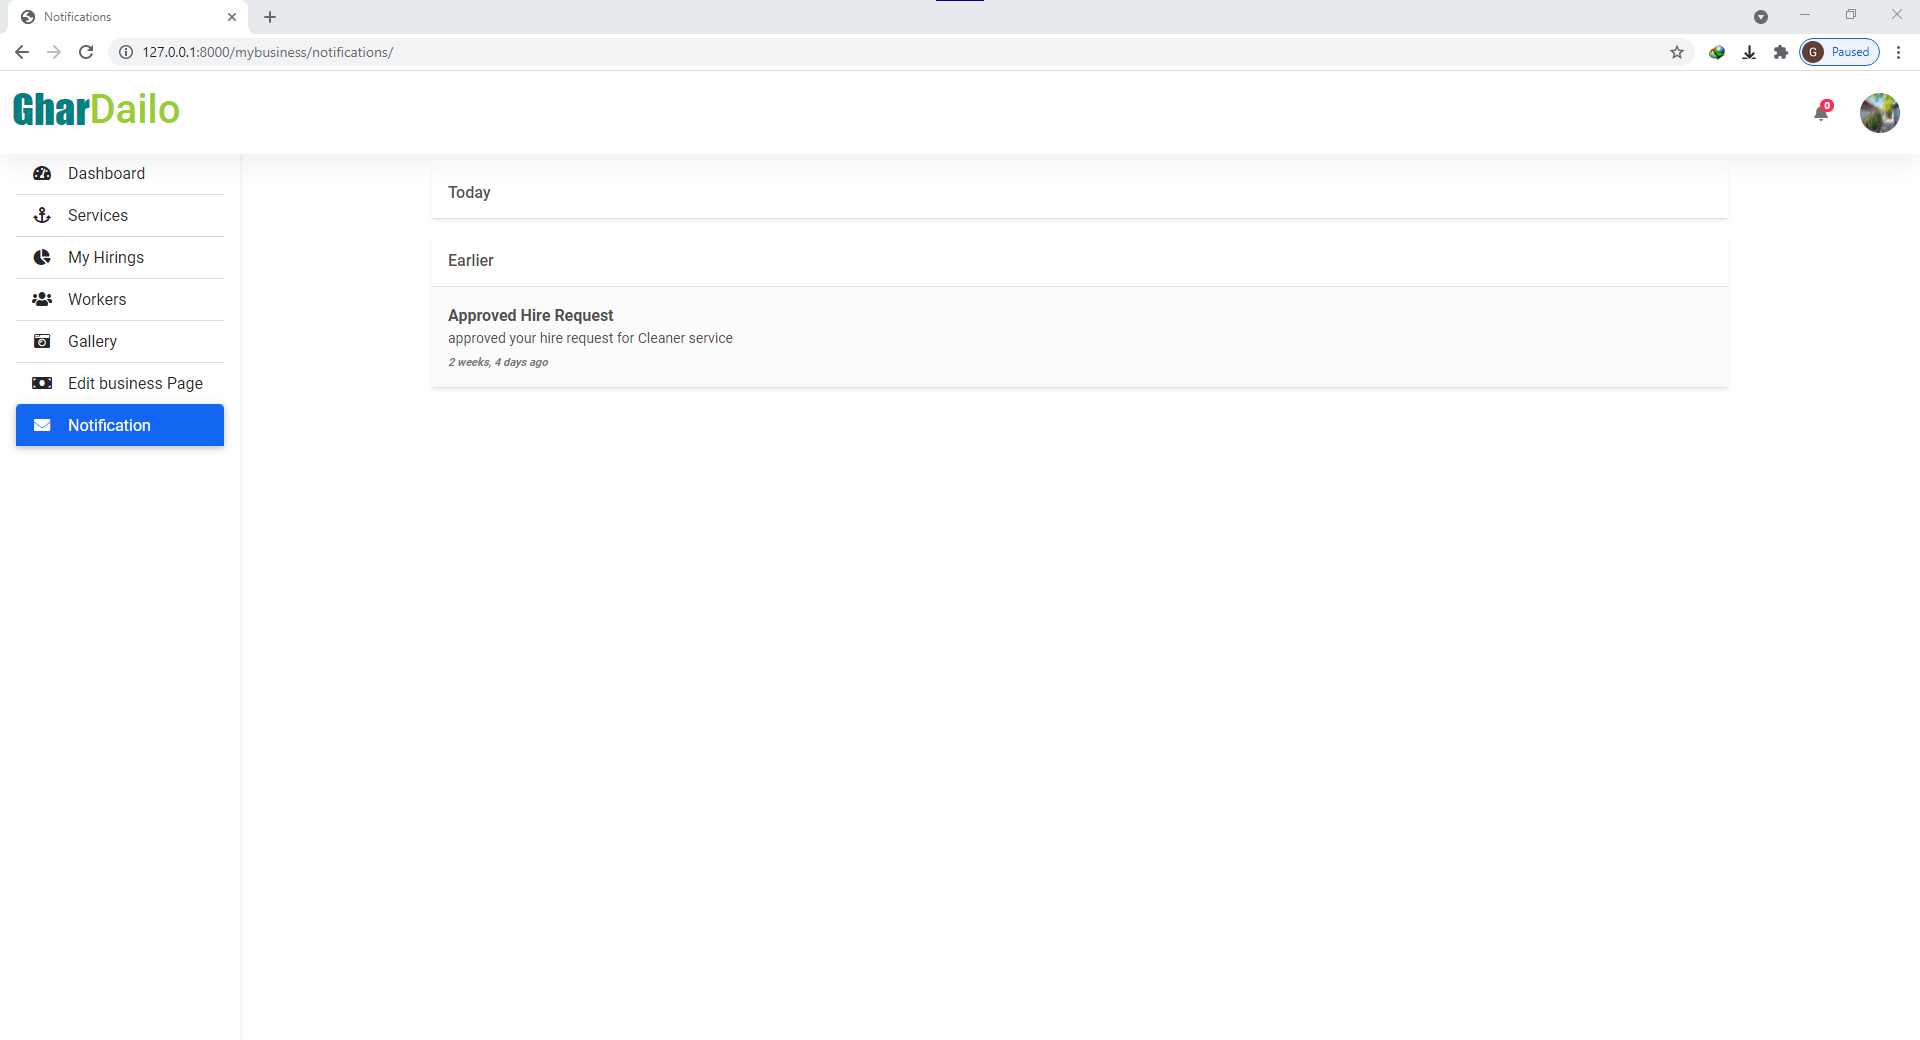 Notifications
127.0.0.1:8000/mybusiness/notifications/
G Paused
GharDailo
0
Dashboard
Services
My Hirings
Workers
Gallery
Edit business Page
Notification
Today
Earlier
Approved Hire Request
approved your hire request for Cleaner service
2 weeks, 4 days ago